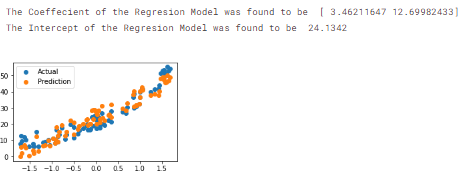 The Coeffecient of the Regresion Model was found to be  [ 3.46211647 12.69982433]
The Intercept of the Regresion Model was found to be  24.1342
Actual
Prediction
50
40
30
20
10
0
−1.5 −1.0 −0.5 0.0 0.5 1.0 1.5